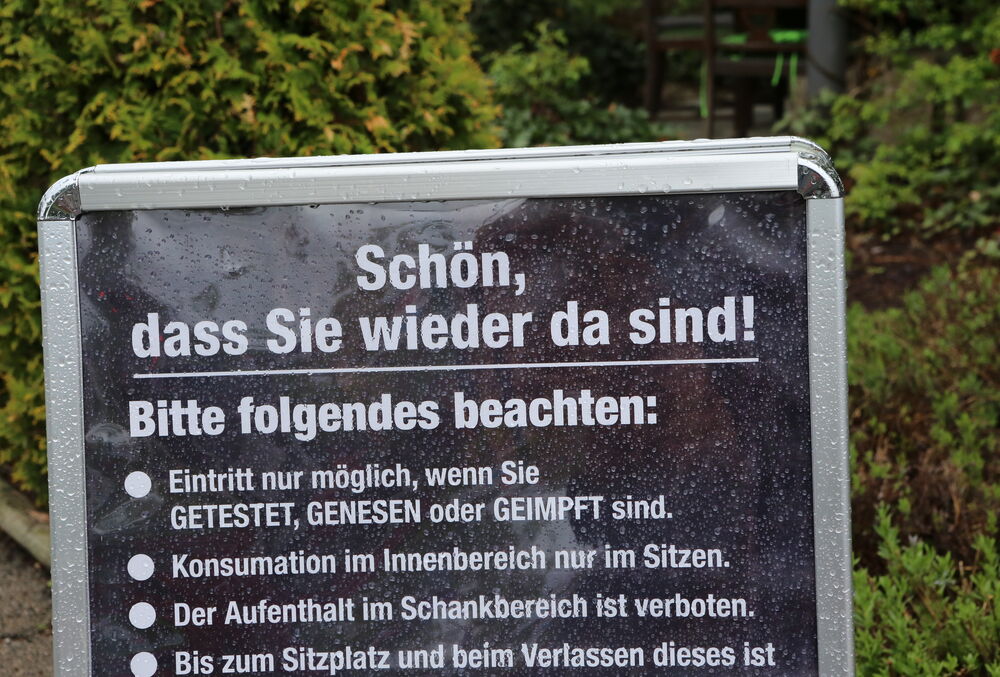 Schön,
dass Sie wieder da sind!
Bitte folgendes beachten:
Eintritt nur möglich, wenn Sie
GETESTET, GENESEN oder GEIMPFT sind.
Konsumation im Innenbereich nur im Sitzen.
Der Aufenthalt im Schankbereich ist verboten.
Bis zum Sitzplatz und beim Verlassen dieses ist